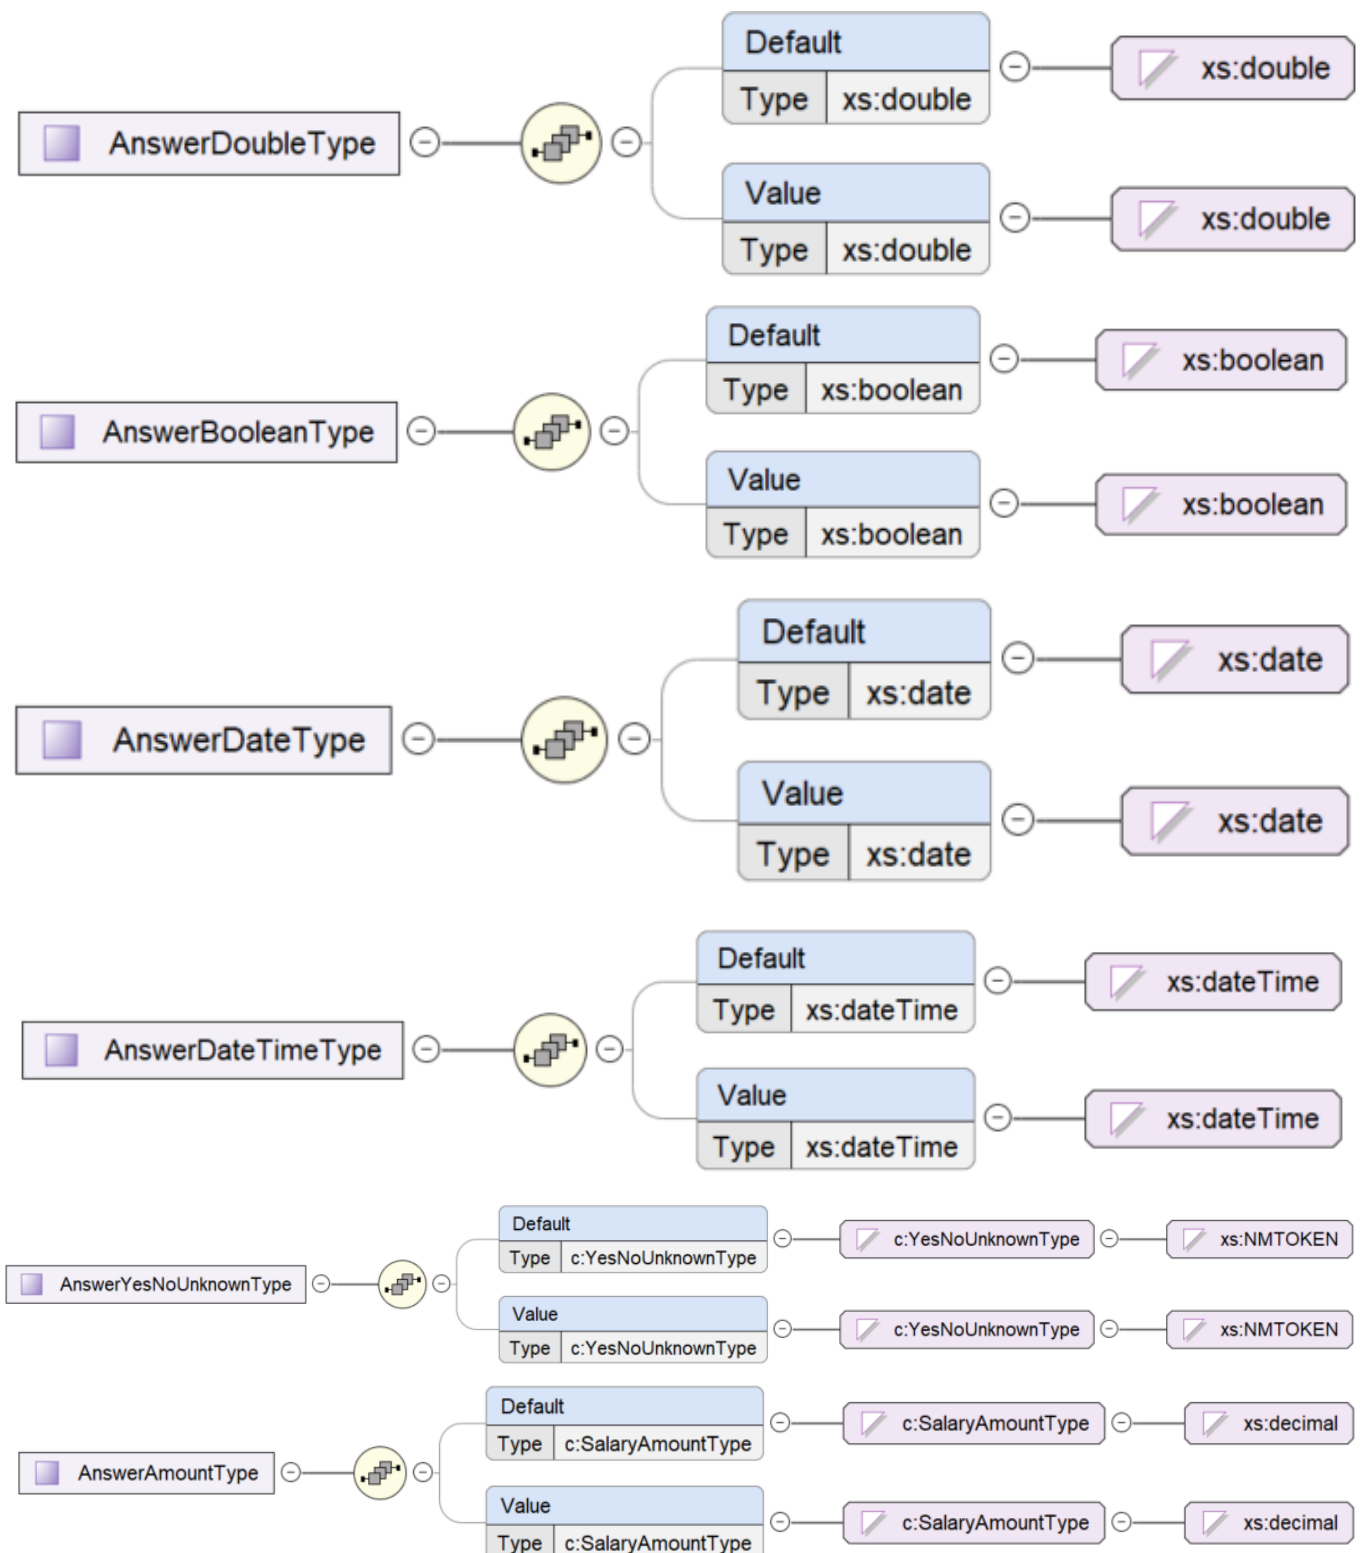 Default
Type xs:double
xs:double
AnswerDoubleType
Value
Type xs:double
xs:double
Default
Type xs:boolean
xs:boolean
AnswerBooleanType
Value
Type xs:boolean
xs:boolean
Default
Type xs:date
xs:date
AnswerDateType
Value
Type xs:date
xs:date
Default
Type xs:dateTime
xs:dateTime
AnswerDateTimeType
Value
Type xs:dateTime
xs:dateTime
Default
Type c:YesNoUnknownType
c:YesNoUnknownType
xs:NMTOKEN
AnswerYesNoUnknownType
Value
Type c:YesNoUnknownType
c:YesNoUnknownType
xs:NMTOKEN
Default
Type c:SalaryAmountType
c:SalaryAmountType
xs:decimal
AnswerAmountType
Value
Type c:SalaryAmountType
c:SalaryAmountType
xs:decimal